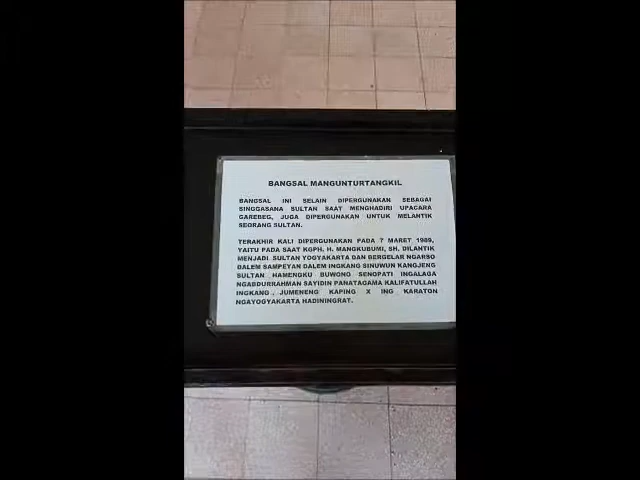 BANGSAL MANGUNTURTANGKIL
BANGSAL INI SELAIN DIPERGUNAKAN SEBAGAI
SINGGASANA SULTAN SAAT MENGHADIRI UPACARA
GAREBEG, JUGA DIPERGUNAKAN UNTUK MELANTIK
SEORANG SULTAN.
TERAKHIR KALI DIPERGUNAKAN PADA 7 MARET 1989,
YAITU PADA SAAT KGPH. H. MANGKUBUMI, SH. DILANTIK
MENJADI SULTAN YOGYAKARTA DAN BERGELAR NGARSO
DALEM SAMPEYAN DALEM INGKANG SINUWUN KANGJENG
SULTAN HAMENGKU BUWONO SENOPATI INGALAGA
NGABDURRAHMAN SAYIDIN PANATAGAMA KALIFATULLAH
INGKANG JUMENENG KAPING X ING KARATON
NGAYOGYAKARTA HADININGRAT.